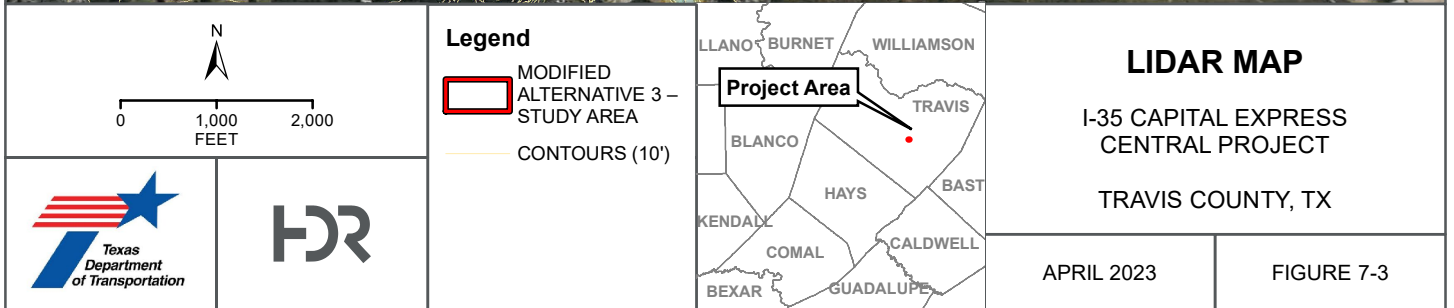 N
0 1,000 2,000
FEET
Texas
Department
of Transportation
HDR
Legend
MODIFIED
ALTERNATIVE 3 –
STUDY AREA
CONTOURS (10')
LLANO BURNET WILLIAMSON
Project Area
TRAVIS
BLANCO
HAYS BAST
KENDALL
COMAL CALDWELL
BEXAR GUADALUPE
LIDAR MAP
I-35 CAPITAL EXPRESS
CENTRAL PROJECT
TRAVIS COUNTY, TX
APRIL 2023 FIGURE 7-3